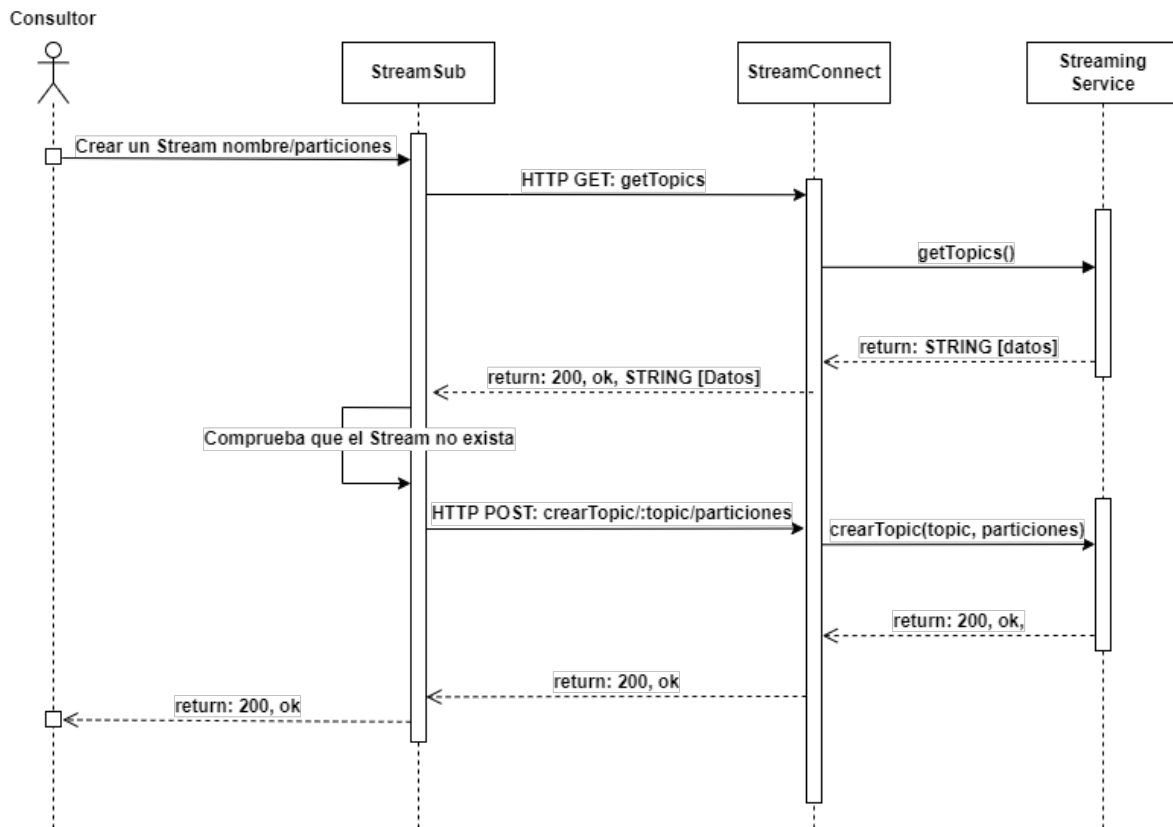 Consultor
StreamSub
StreamConnect
Streaming
Service
Crear un Stream nombre/particiones
HTTP GET: getTopics
getTopics()
return: STRING [datos]
return: 200, ok, STRING [Datos]
Comprueba que el Stream no exista
HTTP POST: crearTopic/:topic/particiones
crearTopic(topic, particiones)
return: 200, ok,
return: 200, ok
return: 200, ok